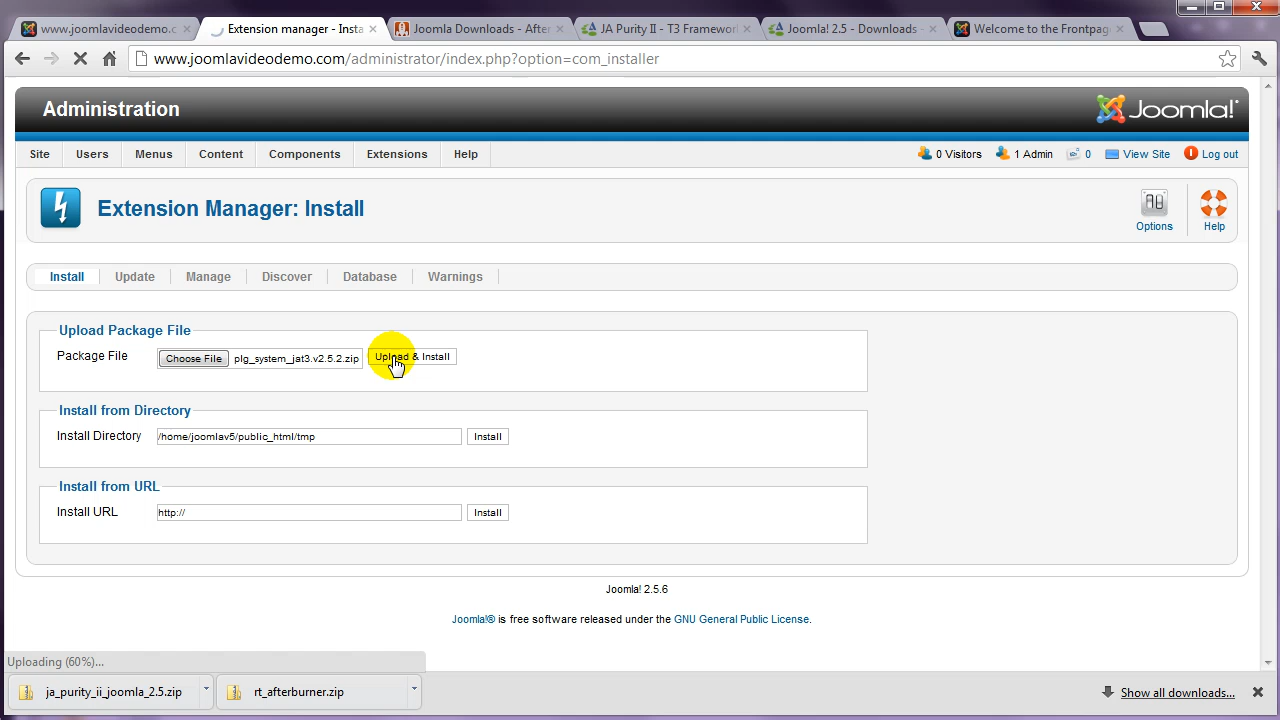 www.joomlavideodemo.c
Extension manager - Insta
Joomla Downloads - After
JA Purity II - T3 Framework
Joomla! 2.5 - Downloads -
Welcome to the Frontpage
www.joomlavideodemo.com/administrator/index.php?option=com_installer
Administration
Joomla!
Site Users Menus Content Components Extensions Help
0 Visitors 1 Admin 0 View Site Log out
Extension Manager: Install
Options
Help
Install Update Manage Discover Database Warnings
Upload Package File
Package File Choose File plg_system_jat3.v2.5.2.zip Upload & Install
Install from Directory
Install Directory /home/joomlav5/public_html/tmp Install
Install from URL
Install URL http:// Install
Joomla! 2.5.6
Joomla!® is free software released under the GNU General Public License.
Uploading (60%)...
ja_purity_ii_joomla_2.5.zip
rt_afterburner.zip
Show all downloads...